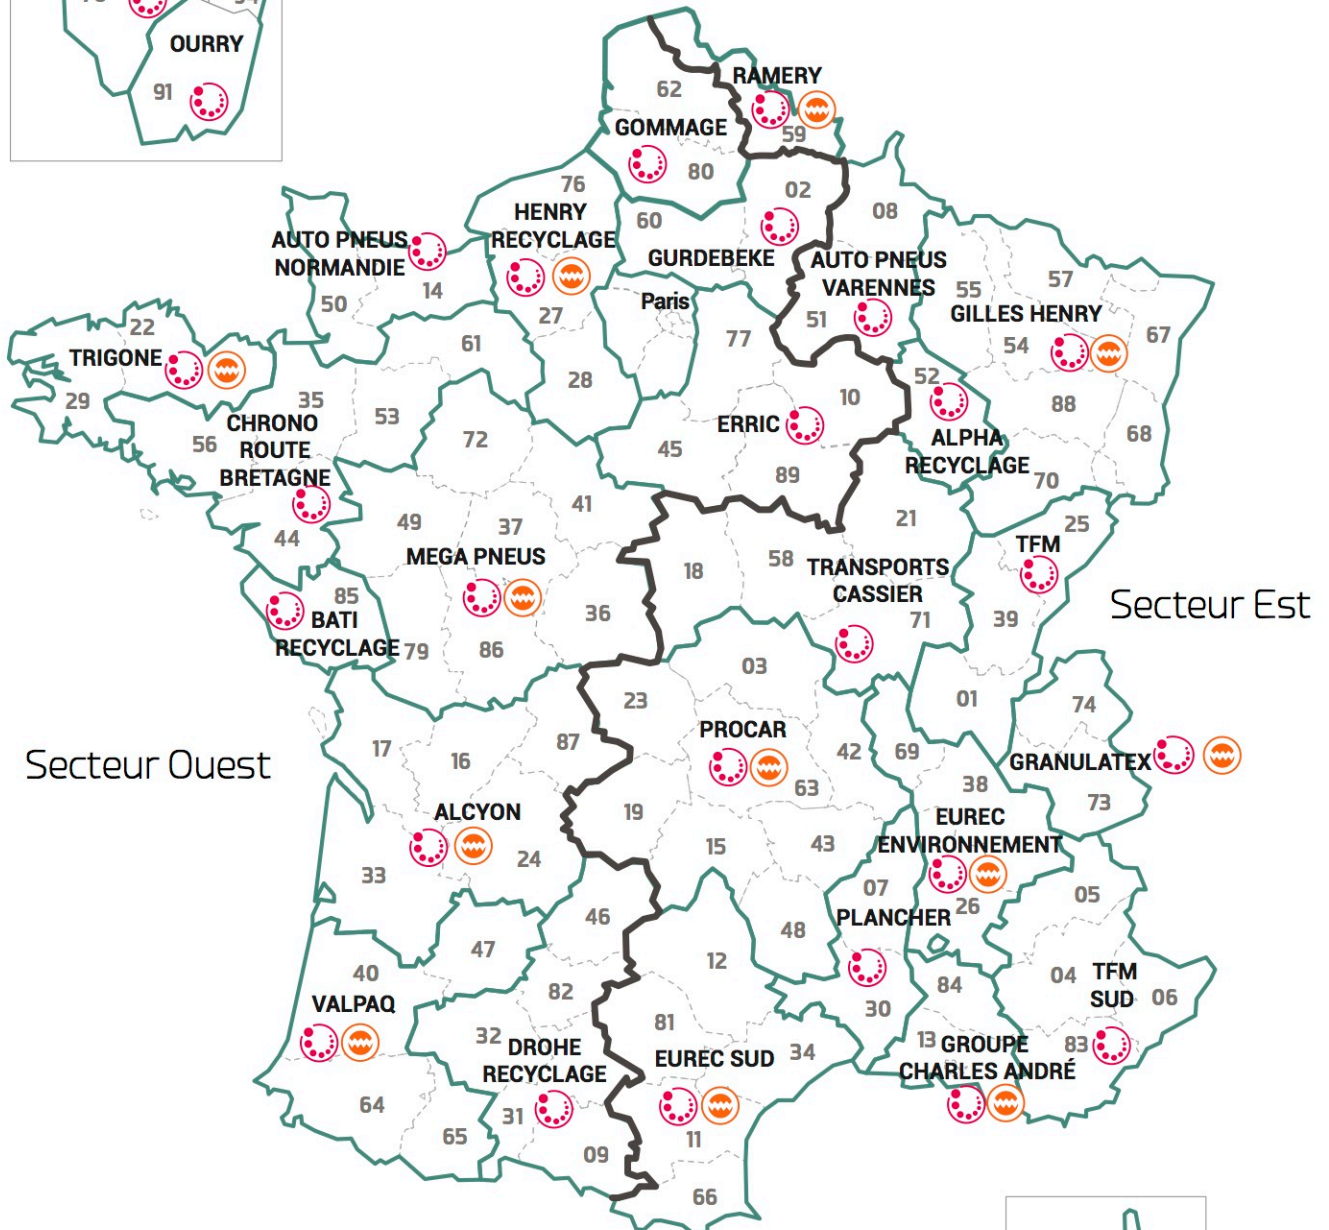 OURRY
91
62
RAMERY
59
GOMMAGE
80
76
02
08
HENRY
RECYCLAGE
60
GURDEBEKE
AUTO PNEUS
NORMANDIE
50
14
27
Paris
77
AUTO PNEUS
VARENNES
51
55
57
GILLES HENRY
54
67
22
TRIGONE
29
61
28
52
88
68
35
53
CHRONO
ROUTE
BRETAGNE
56
72
ERRIC
10
45
89
ALPHA
RECYCLAGE
70
44
49
37
41
MEGA PNEUS
21
25
TFM
18
58
TRANSPORTS
CASSIER
71
39
Secteur Est
85
BATI
RECYCLAGE
79
86
36
03
23
01
74
Secteur Ouest
17
16
87
PROCAR
42
69
63
38
GRANULATEX
73
ALCYON
24
33
19
15
43
EUREC
ENVIRONNEMENT
07
26
05
PLANCHER
46
47
48
12
40
VALPAQ
82
81
30
84
04
TFM
SUD
06
32
DROHE
RECYCLAGE
EUREC SUD
34
13
GROUPE
CHARLES ANDRÉ
83
64
65
31
09
11
66